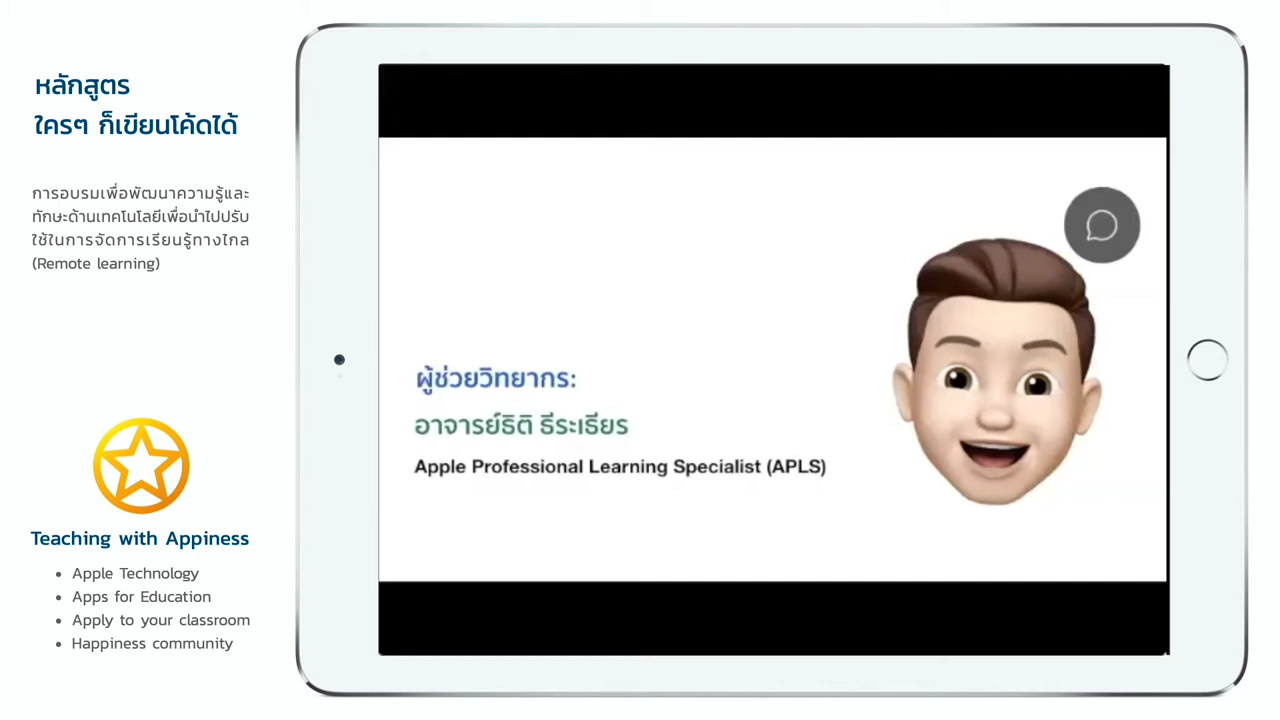 หลักสูตร
ใครๆ ก็เขียนโค้ดได้
การอบรมเพื่อพัฒนาความรู้และ
ทักษะด้านเทคโนโลยีเพื่อนำไปปรับ
ใช้ในการจัดการเรียนรู้ทางไกล
(Remote learning)
Teaching with Appiness
• Apple Technology
• Apps for Education
• Apply to your classroom
• Happiness community
ผู้ช่วยวิทยากร:
อาจารย์ธิติ ธีระเธียร
Apple Professional Learning Specialist (APLS)